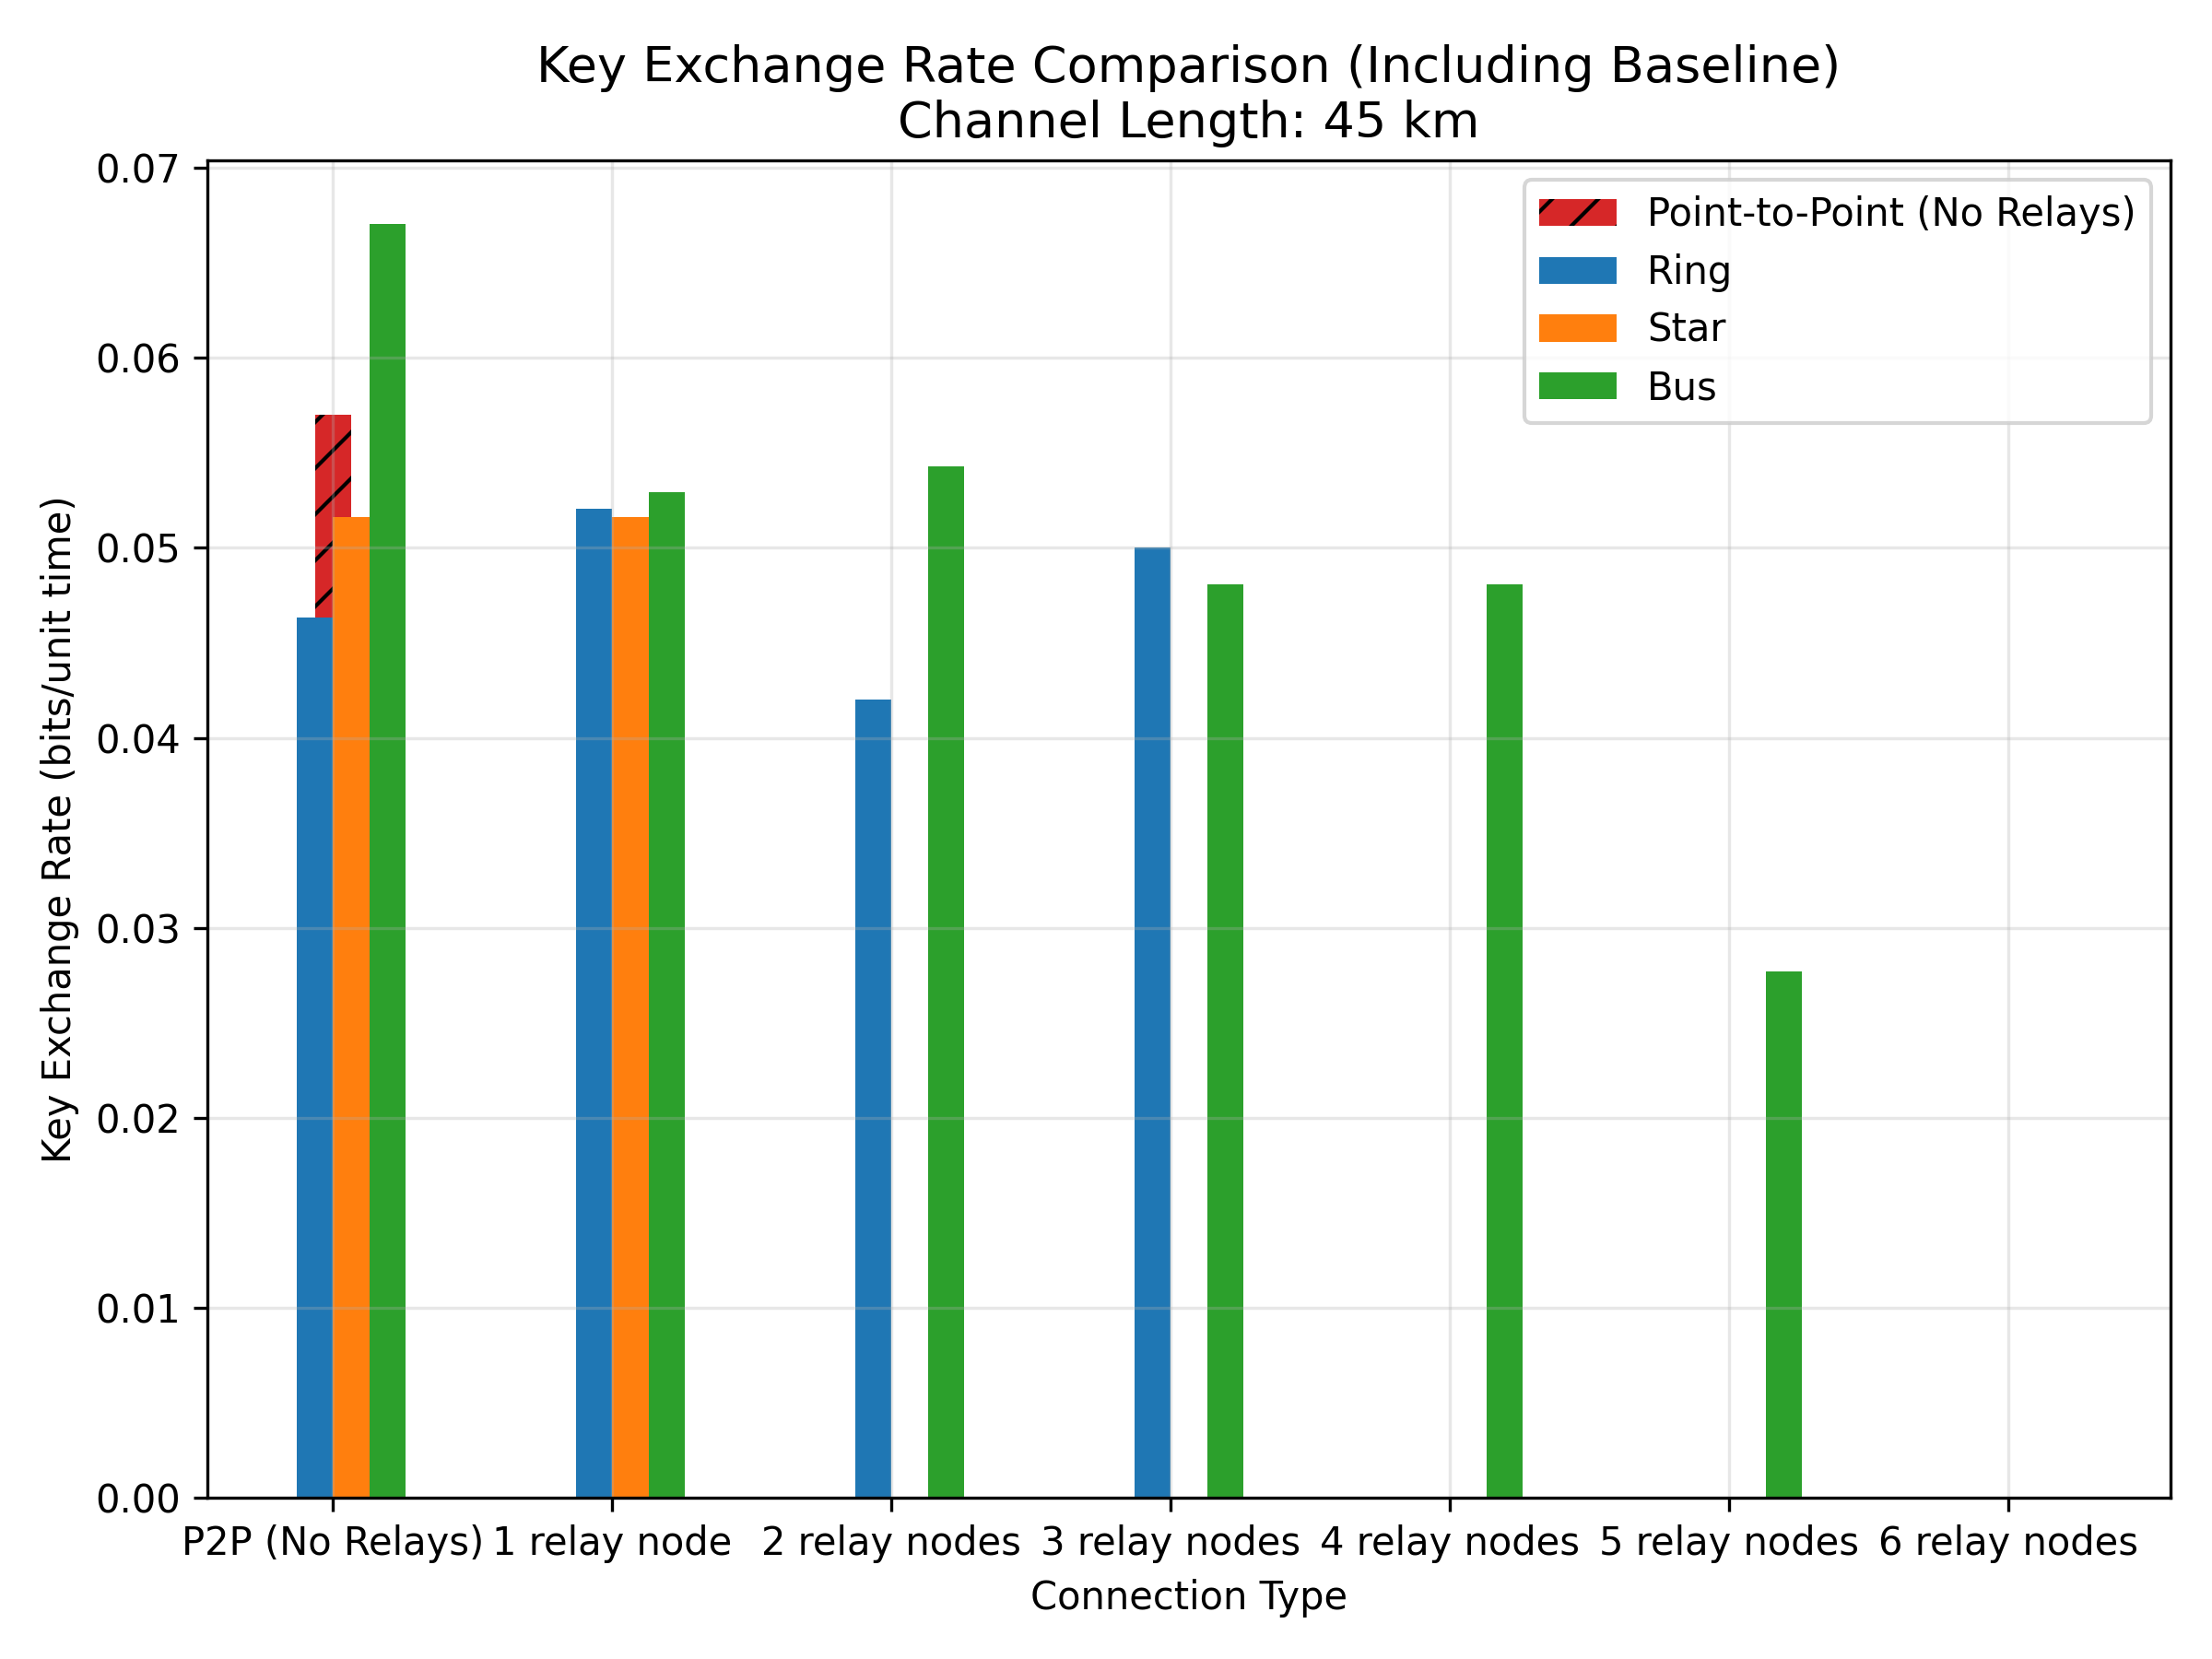 Key Exchange Rate Comparison (Including Baseline)
Channel Length: 45 km
Key Exchange Rate (bits/unit time)
0.07
0.06
0.05
0.04
0.03
0.02
0.01
0.00
Point-to-Point (No Relays)
Ring
Star
Bus
P2P (No Relays)
1 relay node
2 relay nodes
3 relay nodes
4 relay nodes
5 relay nodes
6 relay nodes
Connection Type